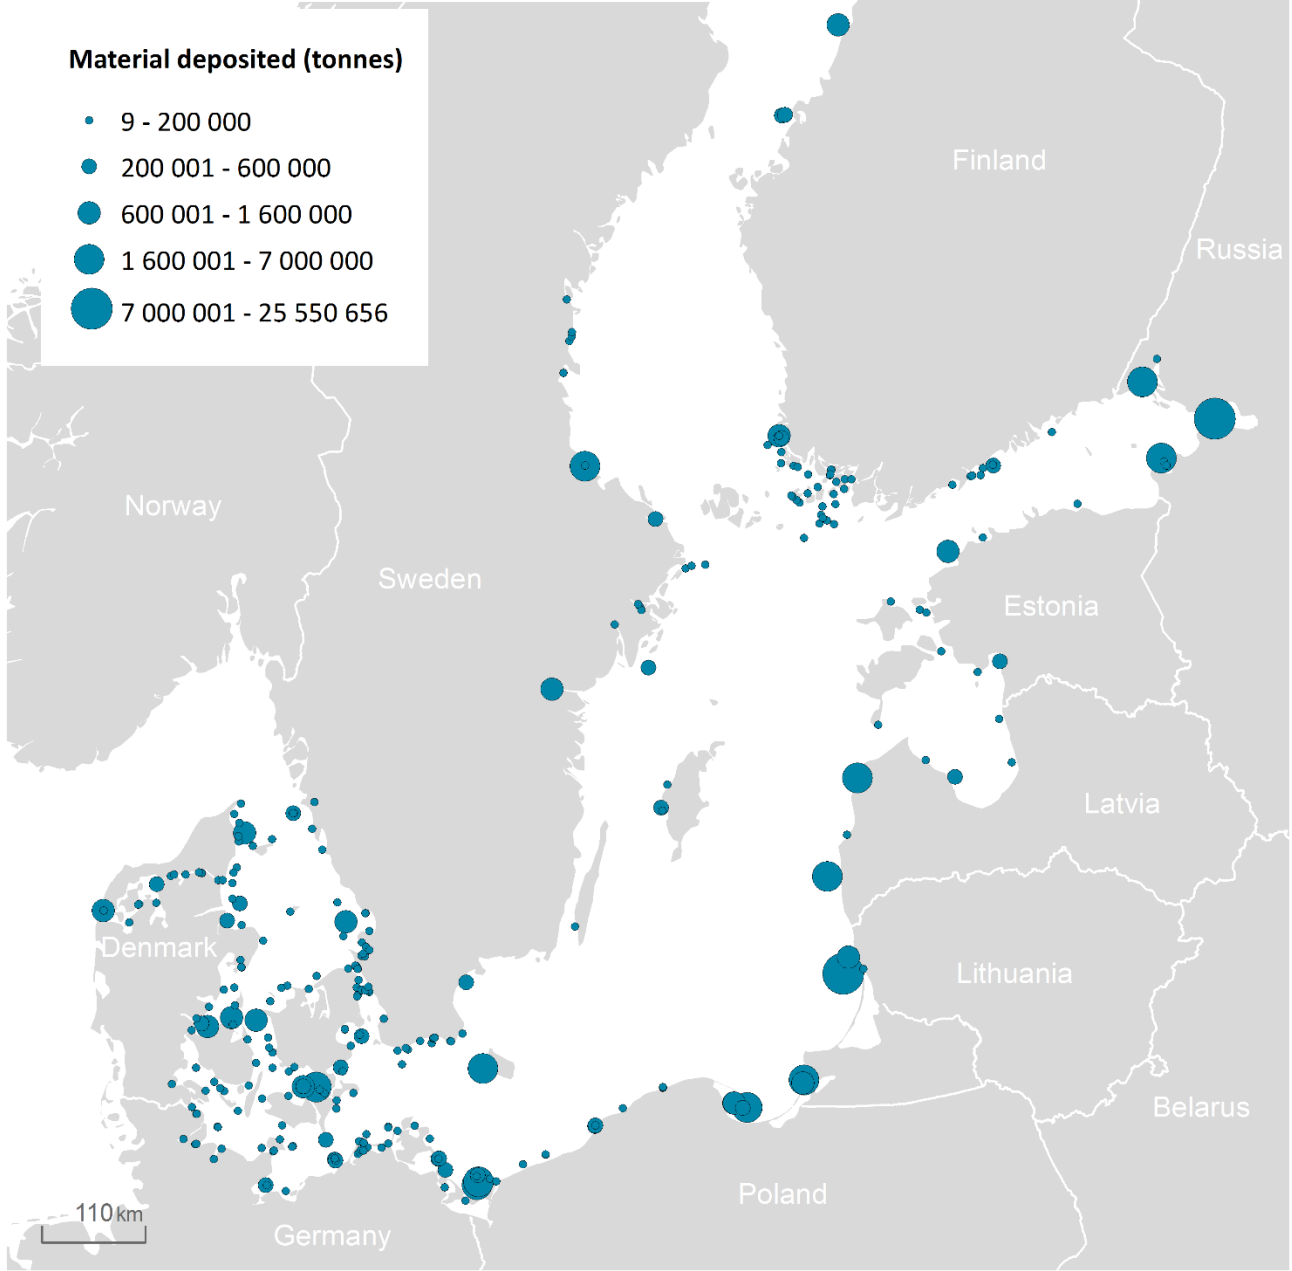 Material deposited (tonnes)
9 - 200 000
200 001 - 600 000
600 001 - 1 600 000
1 600 001 - 7 000 000
7 000 001 - 25 550 656
Finland
Russia
Norway
Sweden
Estonia
Latvia
Denmark
Lithuania
Belarus
Poland
110 km
Germany